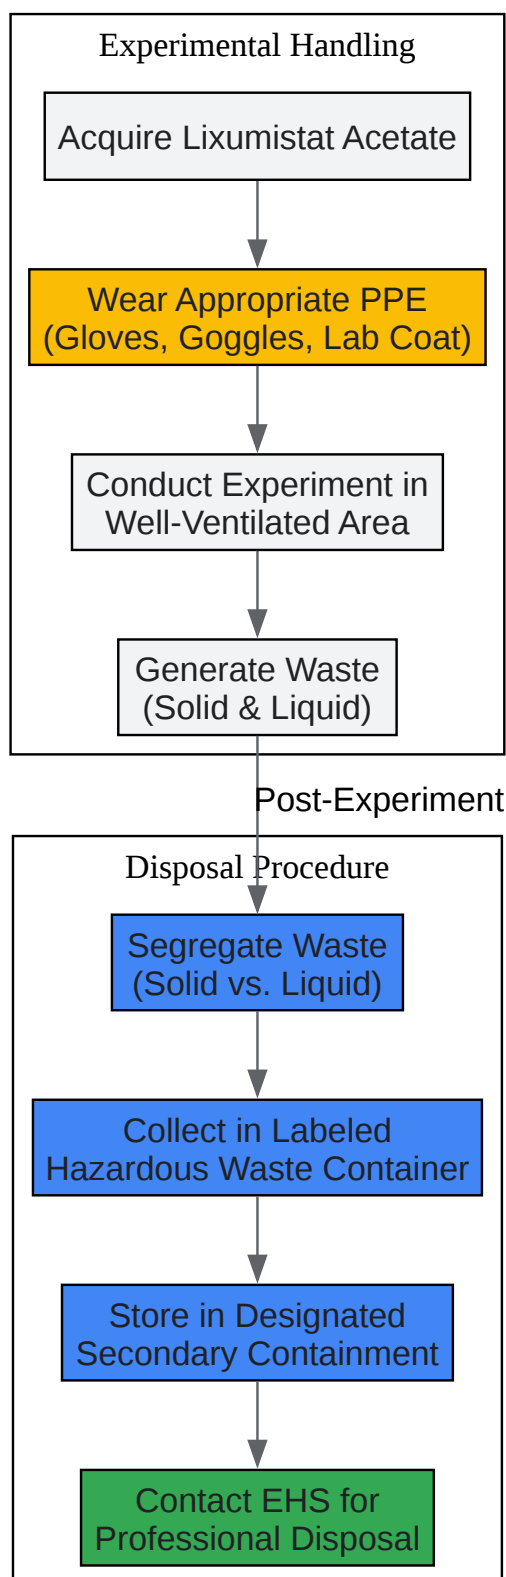 Experimental Handling
Acquire Lixumistat Acetate
Wear Appropriate PPE
(Gloves, Goggles, Lab Coat)
Conduct Experiment in
Well-Ventilated Area
Generate Waste
(Solid & Liquid)
Post-Experiment
Disposal Procedure
Segregate Waste
(Solid vs. Liquid)
Collect in Labeled
Hazardous Waste Container
Store in Designated
Secondary Containment
Contact EHS for
Professional Disposal